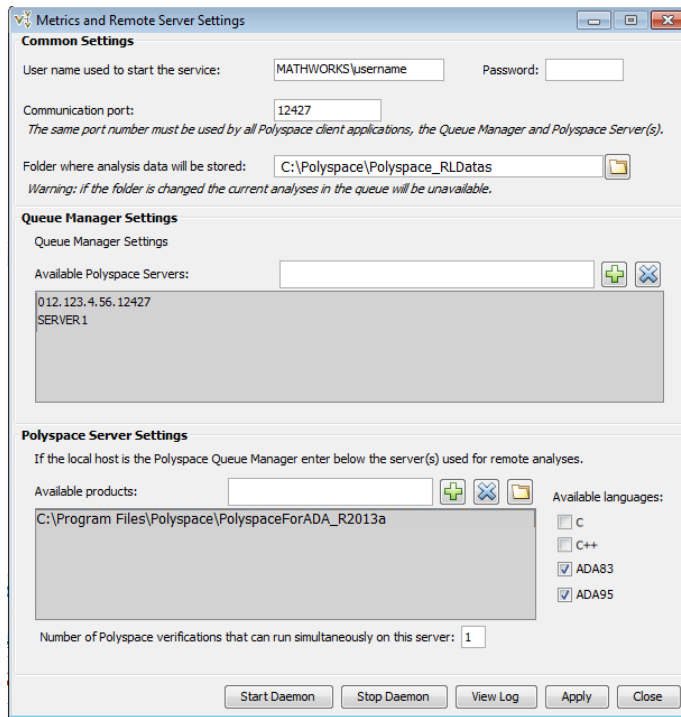 Metrics and Remote Server Settings
Common Settings
User name used to start the service: MATHWORKS\username Password:
Communication port: 12427
The same port number must be used by all Polyspace client applications, the Queue Manager and Polyspace Server(s).
Folder where analysis data will be stored: C:\Polyspace\Polyspace_RLDatas
Warning: if the folder is changed the current analyses in the queue will be unavailable.
Queue Manager Settings
Queue Manager Settings
Available Polyspace Servers:
012.123.4.56.12427
SERVER1
Polyspace Server Settings
If the local host is the Polyspace Queue Manager enter below the server(s) used for remote analyses.
Available products:
Available languages:
C:\Program Files\Polyspace\PolyspaceForADA_R2013a
C
C++
ADA83
ADA95
Number of Polyspace verifications that can run simultaneously on this server: 1
Start Daemon Stop Daemon View Log Apply Close